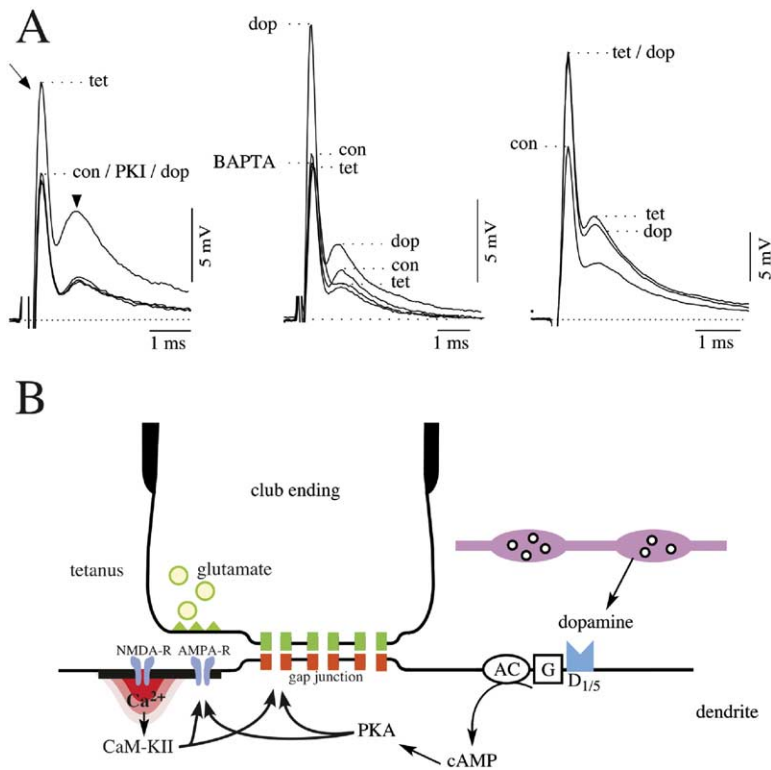 A
tet
con / PKI / dop
5 mV
1 ms
dop
BAPTA
con
tet
dop
con
tet
5 mV
1 ms
tet / dop
con
tet
dop
5 mV
1 ms
B
club ending
tetanus
glutamate
NMDA-R
AMPA-R
gap junction
Ca2+
CaM-KII
PKA
cAMP
AC
G
D1/5
dopamine
dendrite